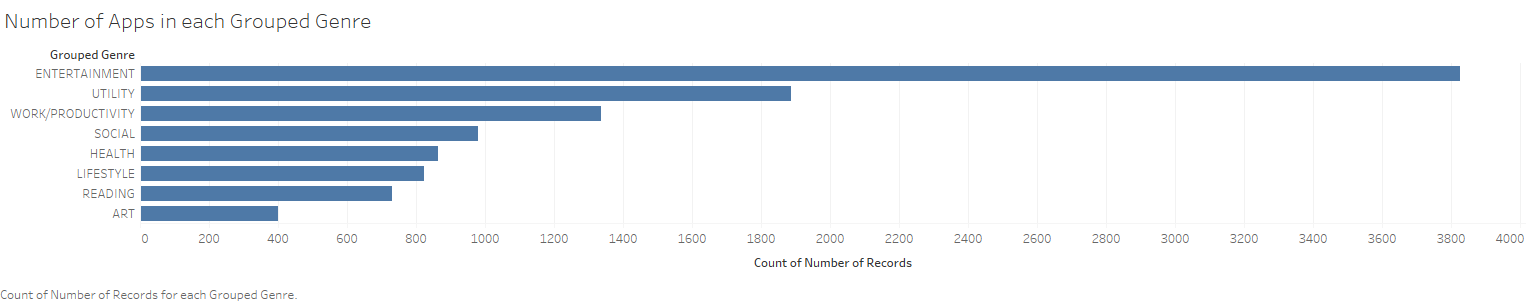 Number of Apps in each Grouped Genre
Grouped Genre
ENTERTAINMENT
UTILITY
WORK/PRODUCTIVITY
SOCIAL
HEALTH
LIFESTYLE
READING
ART
0 200 400 600 800 1000 1200 1400 1600 1800 2000 2200 2400 2600 2800 3000 3200 3400 3600 3800 4000
Count of Number of Records
Count of Number of Records for each Grouped Genre.